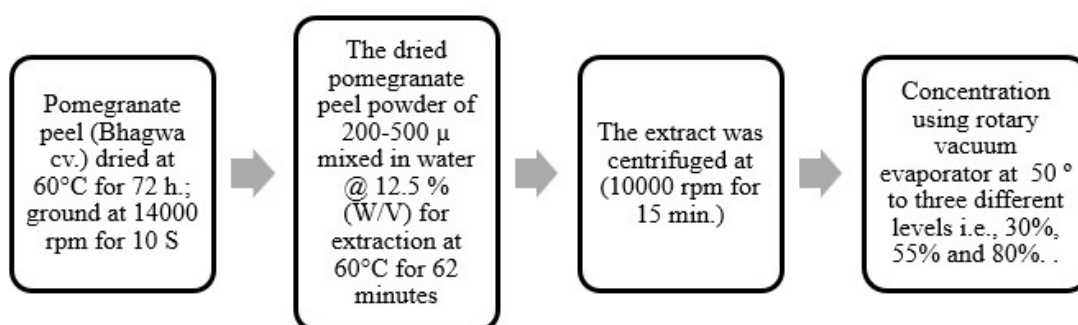 Pomegranate
peel (Bhagwa
cv.) dried at
60°C for 72 h.;
ground at 14000
rpm for 10 S
The dried
pomegranate
peel powder of
200-500 µ
mixed in water
@ 12.5 %
(W/V) for
extraction at
60°C for 62
minutes
The extract was
centrifuged at
(10000 rpm for
15 min.)
Concentration
using rotary
vacuum
evaporator at  50 º
to three different
levels i.e., 30%,
55% and 80%. .